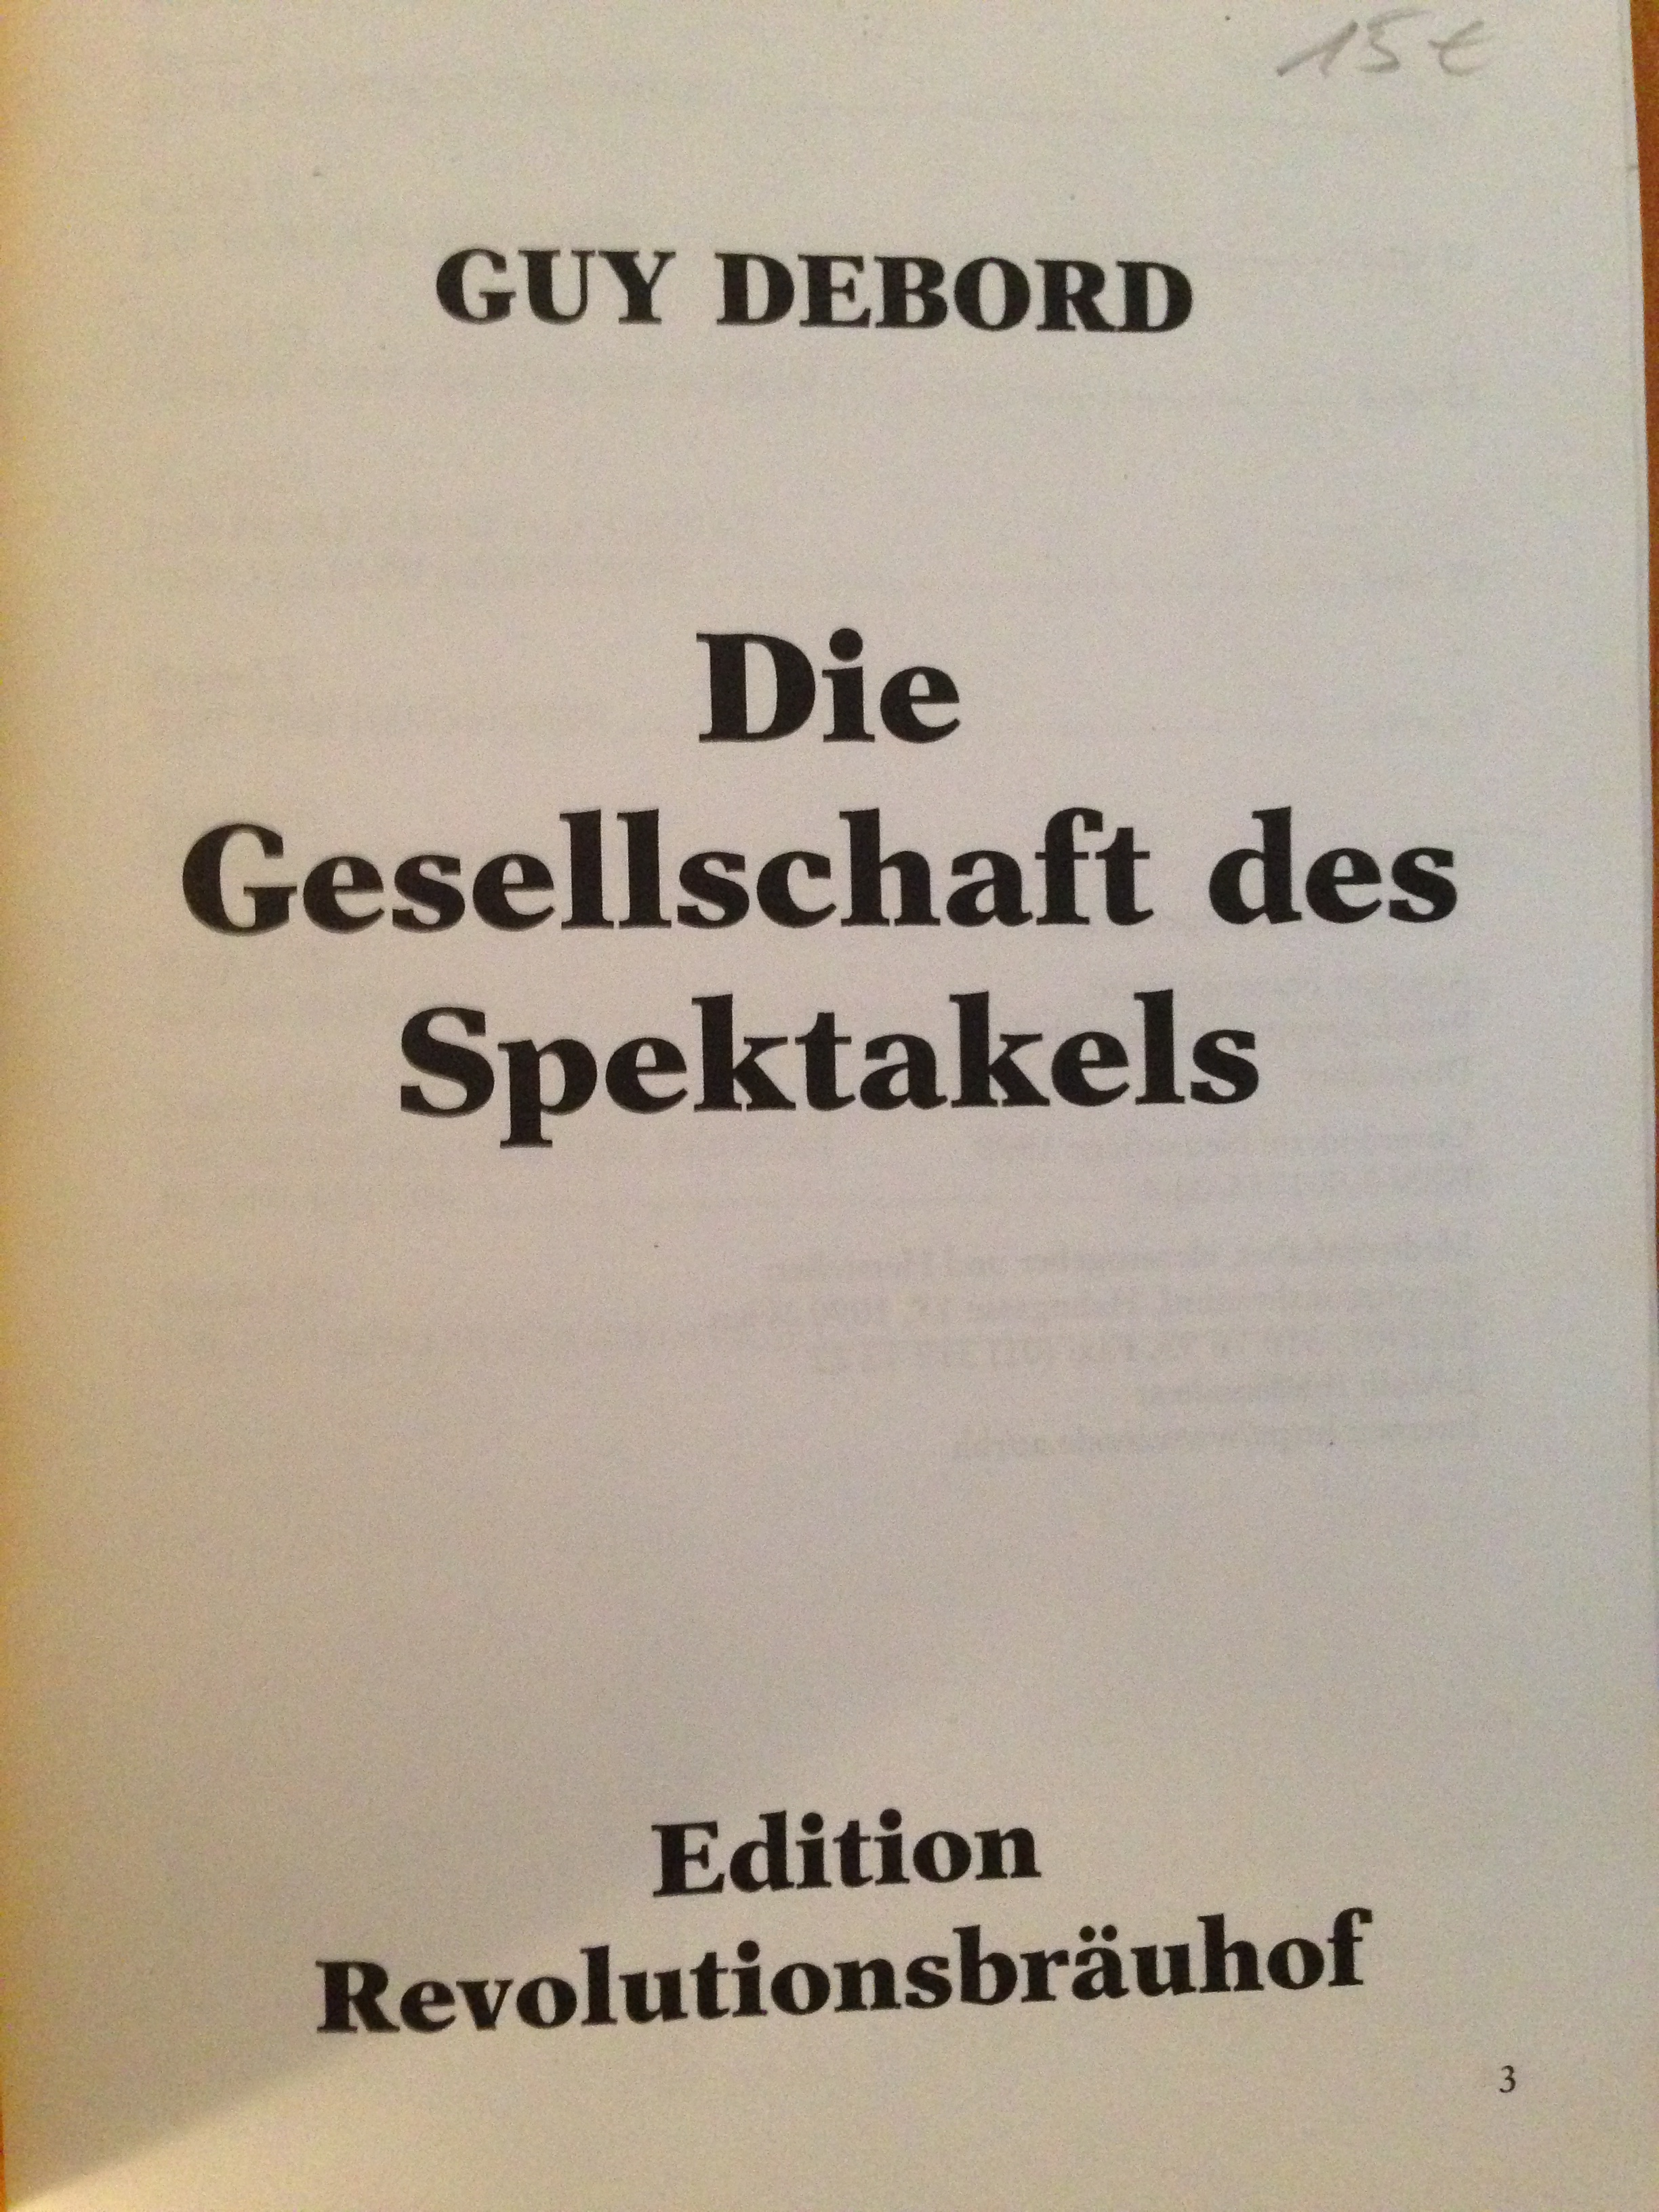 15 €
GUY DEBORD
Die
Gesellschaft des
Spektakels
Edition
Revolutionsbräuhof
3